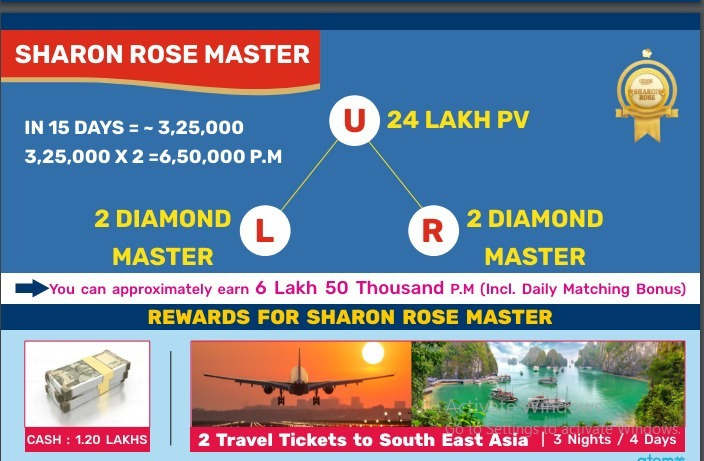 SHARON ROSE MASTER
SHARON
ROSE
IN 15 DAYS = ~ 3,25,000
3,25,000 X 2 =6,50,000 P.M
U
24 LAKH PV
2 DIAMOND
MASTER
L
R
2 DIAMOND
MASTER
You can approximately earn 6 Lakh 50 Thousand P.M (Incl. Daily Matching Bonus)
REWARDS FOR SHARON ROSE MASTER
CASH : 1.20 LAKHS
Activate Windows
Go to Settings to activate Windows.
2 Travel Tickets to South East Asia | 3 Nights / 4 Days